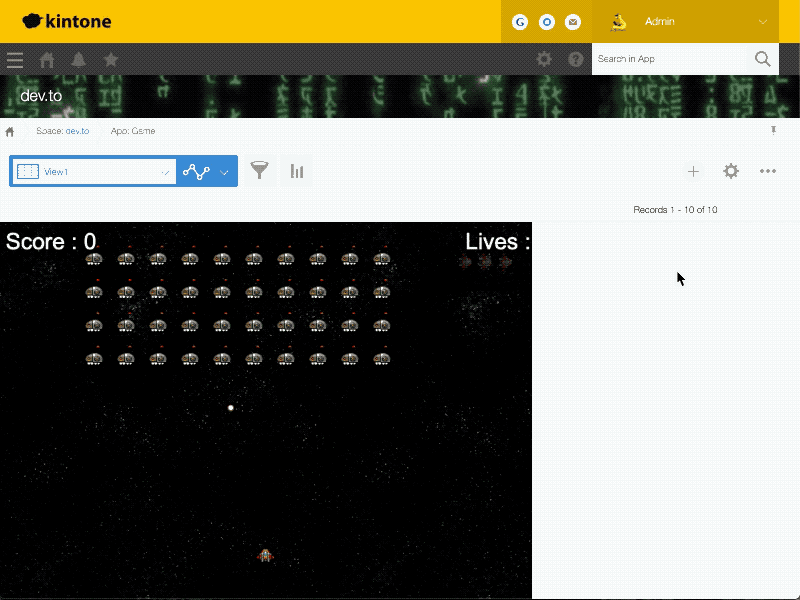 kintone
G
Admin
Search in App
dev.to
Space: dev.to
App: Game
View1
Records 1 - 10 of 10
Score : 0
Lives :